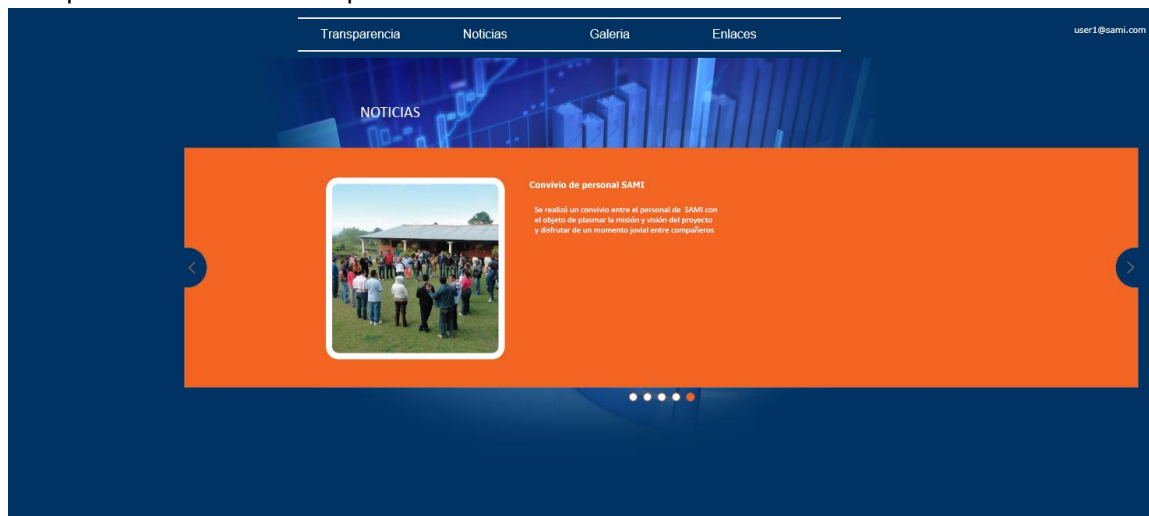 Transparencia Noticias Galeria Enlaces
user1@sami.com
NOTICIAS
Convivio de personal SAMI
Se realizó un convivio entre el personal de SAMI con
el objeto de plasmar la misión y visión del proyecto
y disfrutar de un momento jovial entre compañeros